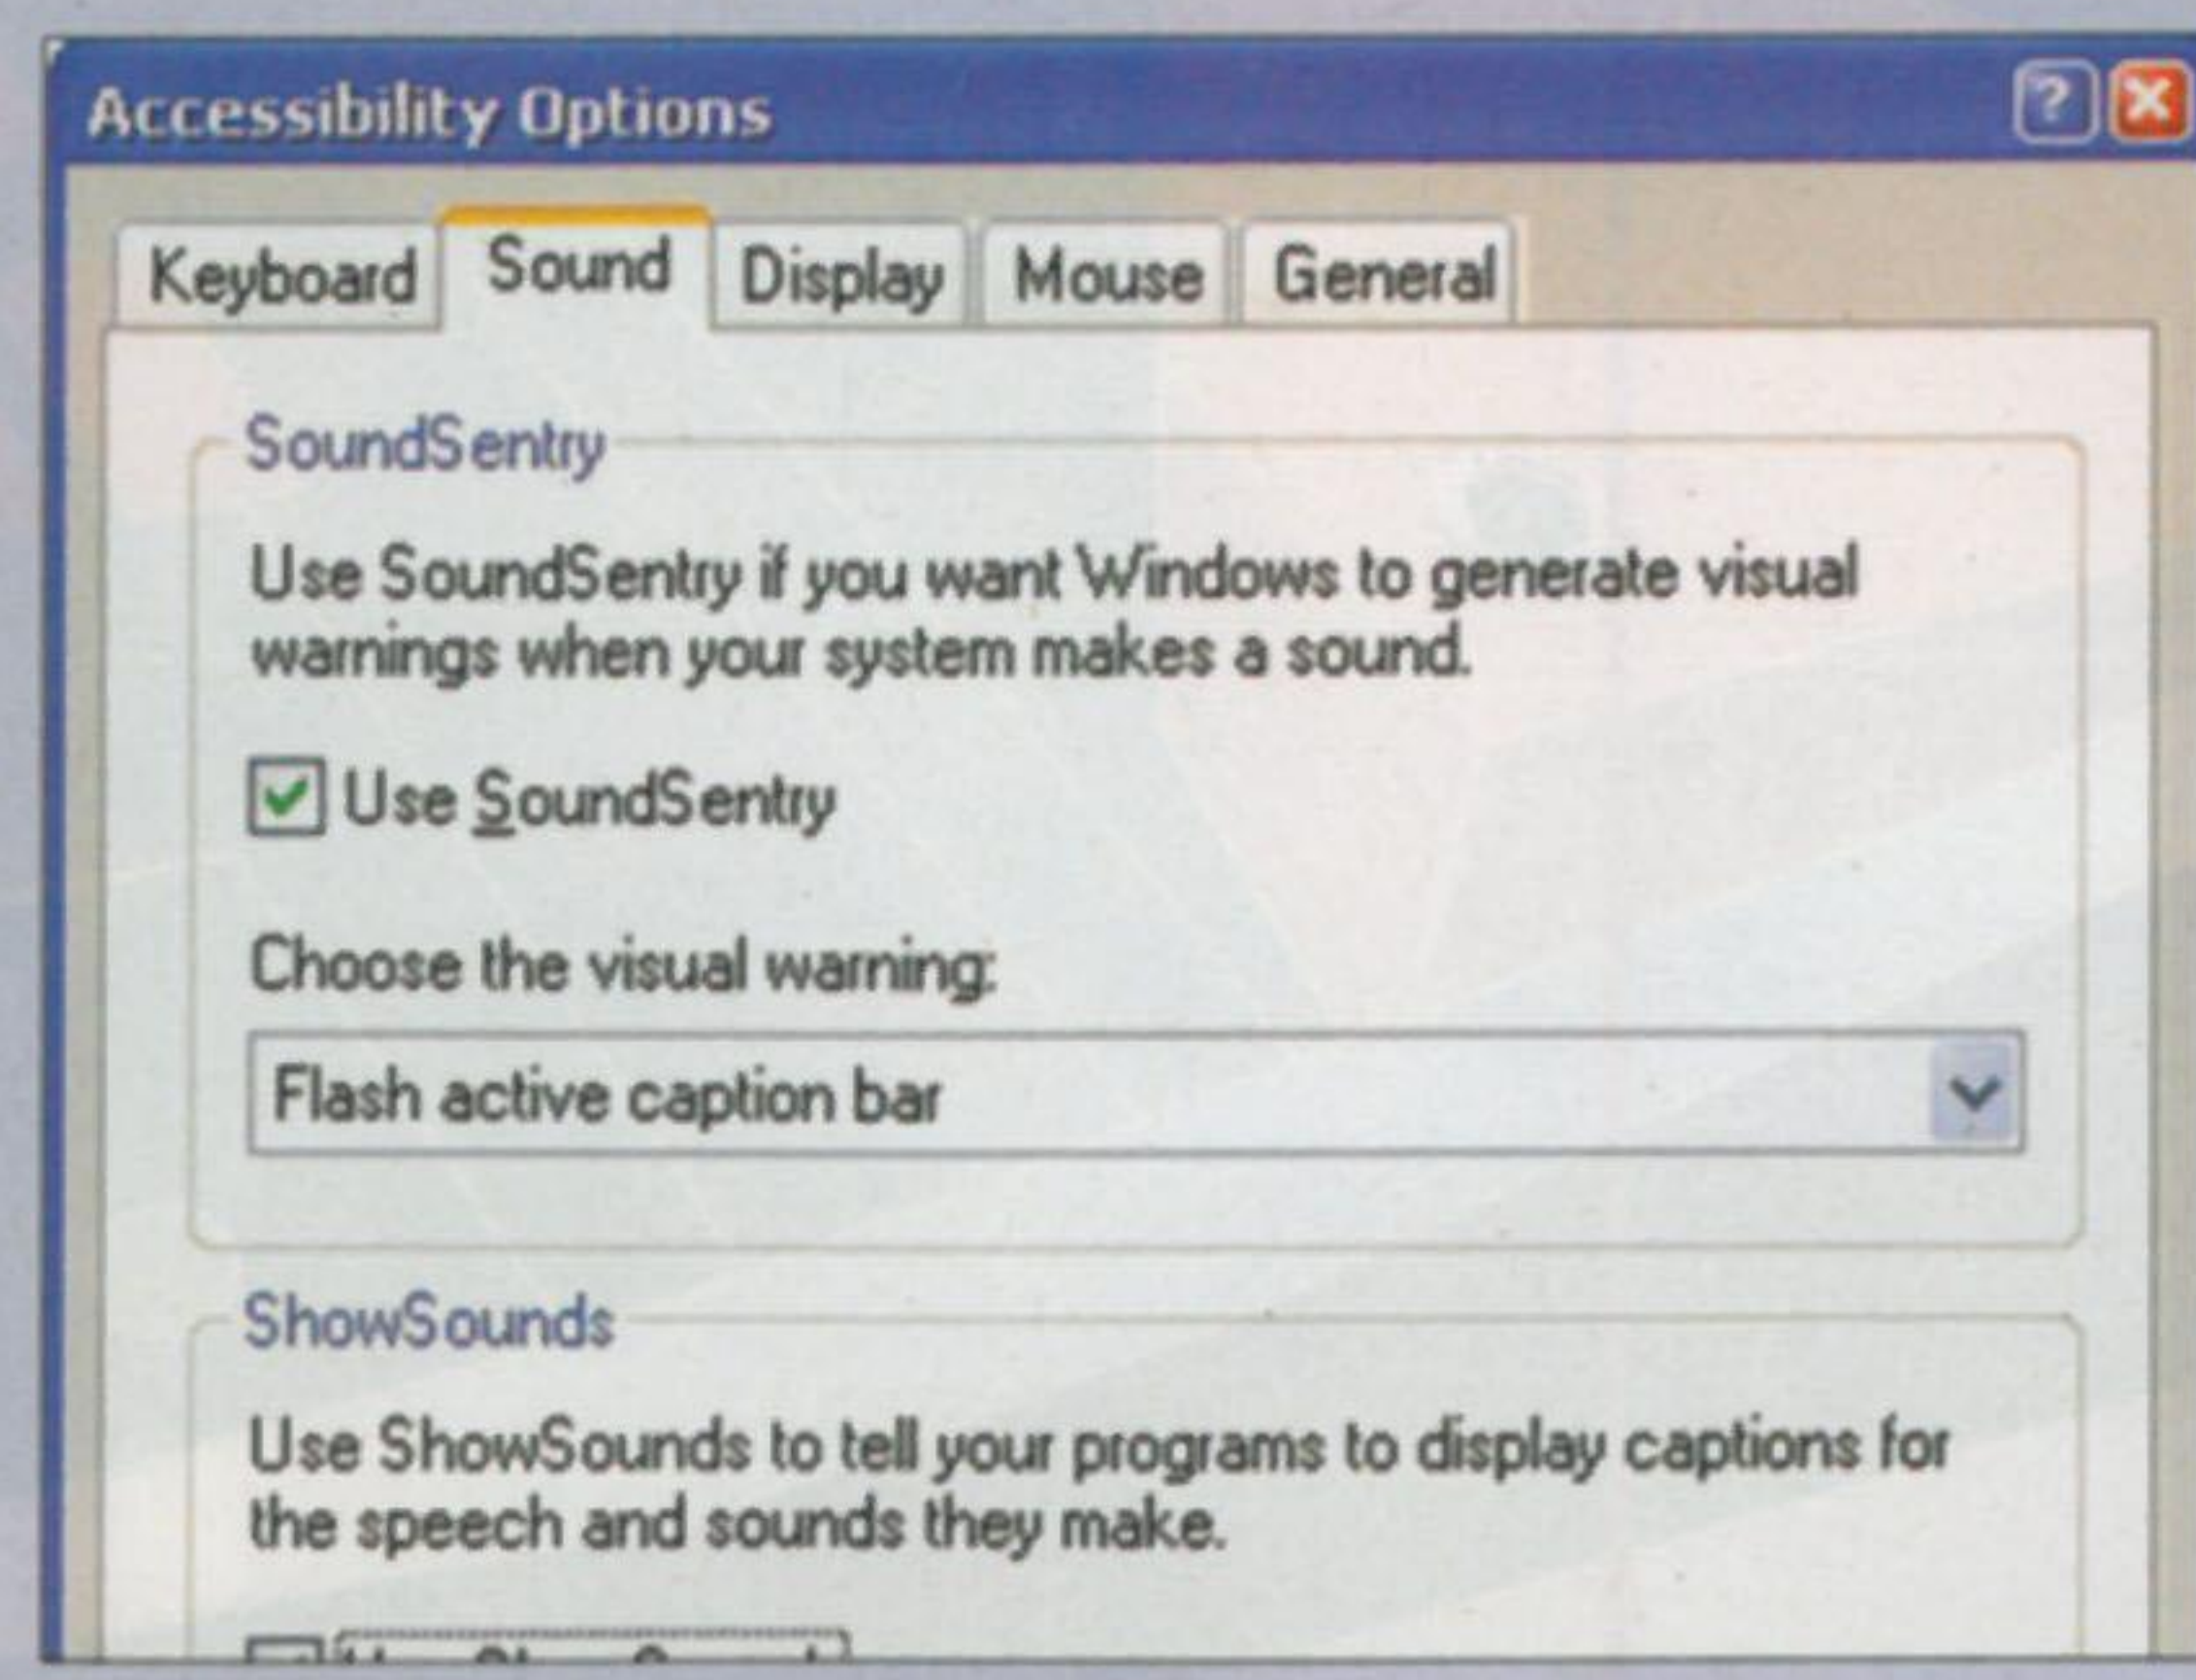 Accessibility Options
Keyboard Sound Display Mouse General
SoundSentry
Use SoundSentry if you want Windows to generate visual
warnings when your system makes a sound.
Use SoundSentry
Choose the visual warning:
Flash active caption bar
ShowSounds
Use ShowSounds to tell your programs to display captions for
the speech and sounds they make.